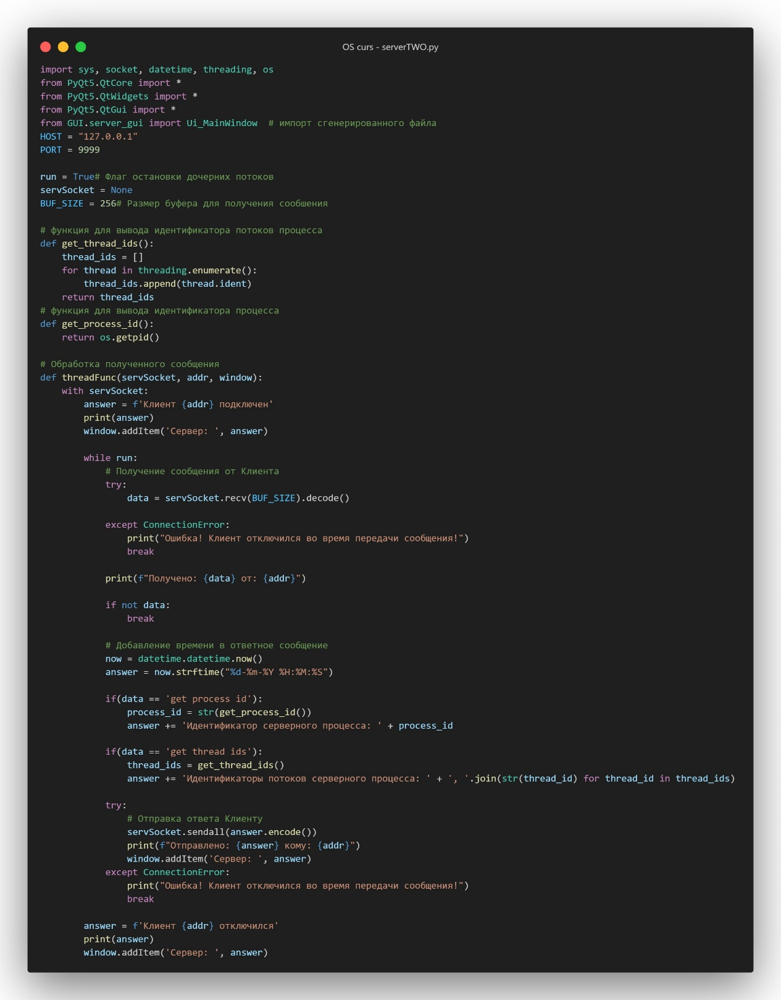 OS curs - serverTWO.py
import sys, socket, datetime, threading, os
from PyQt5.QtCore import *
from PyQt5.QtWidgets import *
from PyQt5.QtGui import *
from GUI.server_gui import Ui_MainWindow  # импорт сгенерированного файла
HOST = "127.0.0.1"
PORT = 9999

run = True# Флаг остановки дочерних потоков
servSocket = None
BUF_SIZE = 256# Размер буфера для получения сообшения

# функция для вывода идентификатора потоков процесса
def get_thread_ids():
    thread_ids = []
    for thread in threading.enumerate():
        thread_ids.append(thread.ident)
    return thread_ids
# функция для вывода идентификатора процесса
def get_process_id():
    return os.getpid()

# Обработка полученного сообщения
def threadFunc(servSocket, addr, window):
    with servSocket:
        answer = f'Клиент {addr} подключен'
        print(answer)
        window.addItem('Сервер: ', answer)

        while run:
            # Получение сообщения от Клиента
            try:
                data = servSocket.recv(BUF_SIZE).decode()

            except ConnectionError:
                print("Ошибка! Клиент отключился во время передачи сообщения!")
                break

            print(f"Получено: {data} от: {addr}")

            if not data:
                break

            # Добавление времени в ответное сообщение
            now = datetime.datetime.now()
            answer = now.strftime("%d-%m-%Y %H:%M:%S")

            if(data == 'get process id'):
                process_id = str(get_process_id())
                answer += 'Идентификатор серверного процесса: ' + process_id

            if(data == 'get thread ids'):
                thread_ids = get_thread_ids()
                answer += 'Идентификаторы потоков серверного процесса: ' + ', '.join(str(thread_id) for thread_id in thread_ids)

            try:
                # Отправка ответа Клиенту
                servSocket.sendall(answer.encode())
                print(f"Отправлено: {answer} кому: {addr}")
                window.addItem('Сервер: ', answer)
            except ConnectionError:
                print("Ошибка! Клиент отключился во время передачи сообщения!")
                break

        answer = f'Клиент {addr} отключился'
        print(answer)
        window.addItem('Сервер: ', answer)